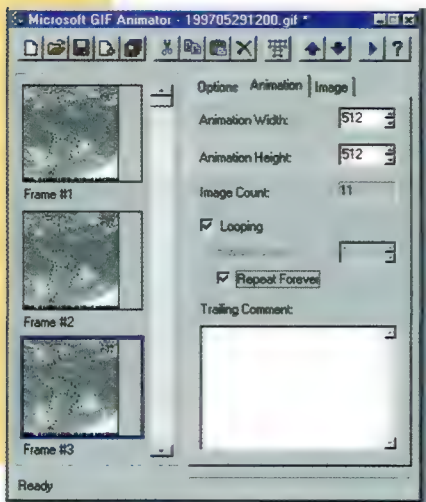 Microsoft GIF Animator - 199705291200.gif *
Options Animation Image
Animation Width: 512
Animation Height: 512
Image Count: 11
Looping
Repeat Forever
Trailing Comment:
Frame #1
Frame #2
Frame #3
Ready